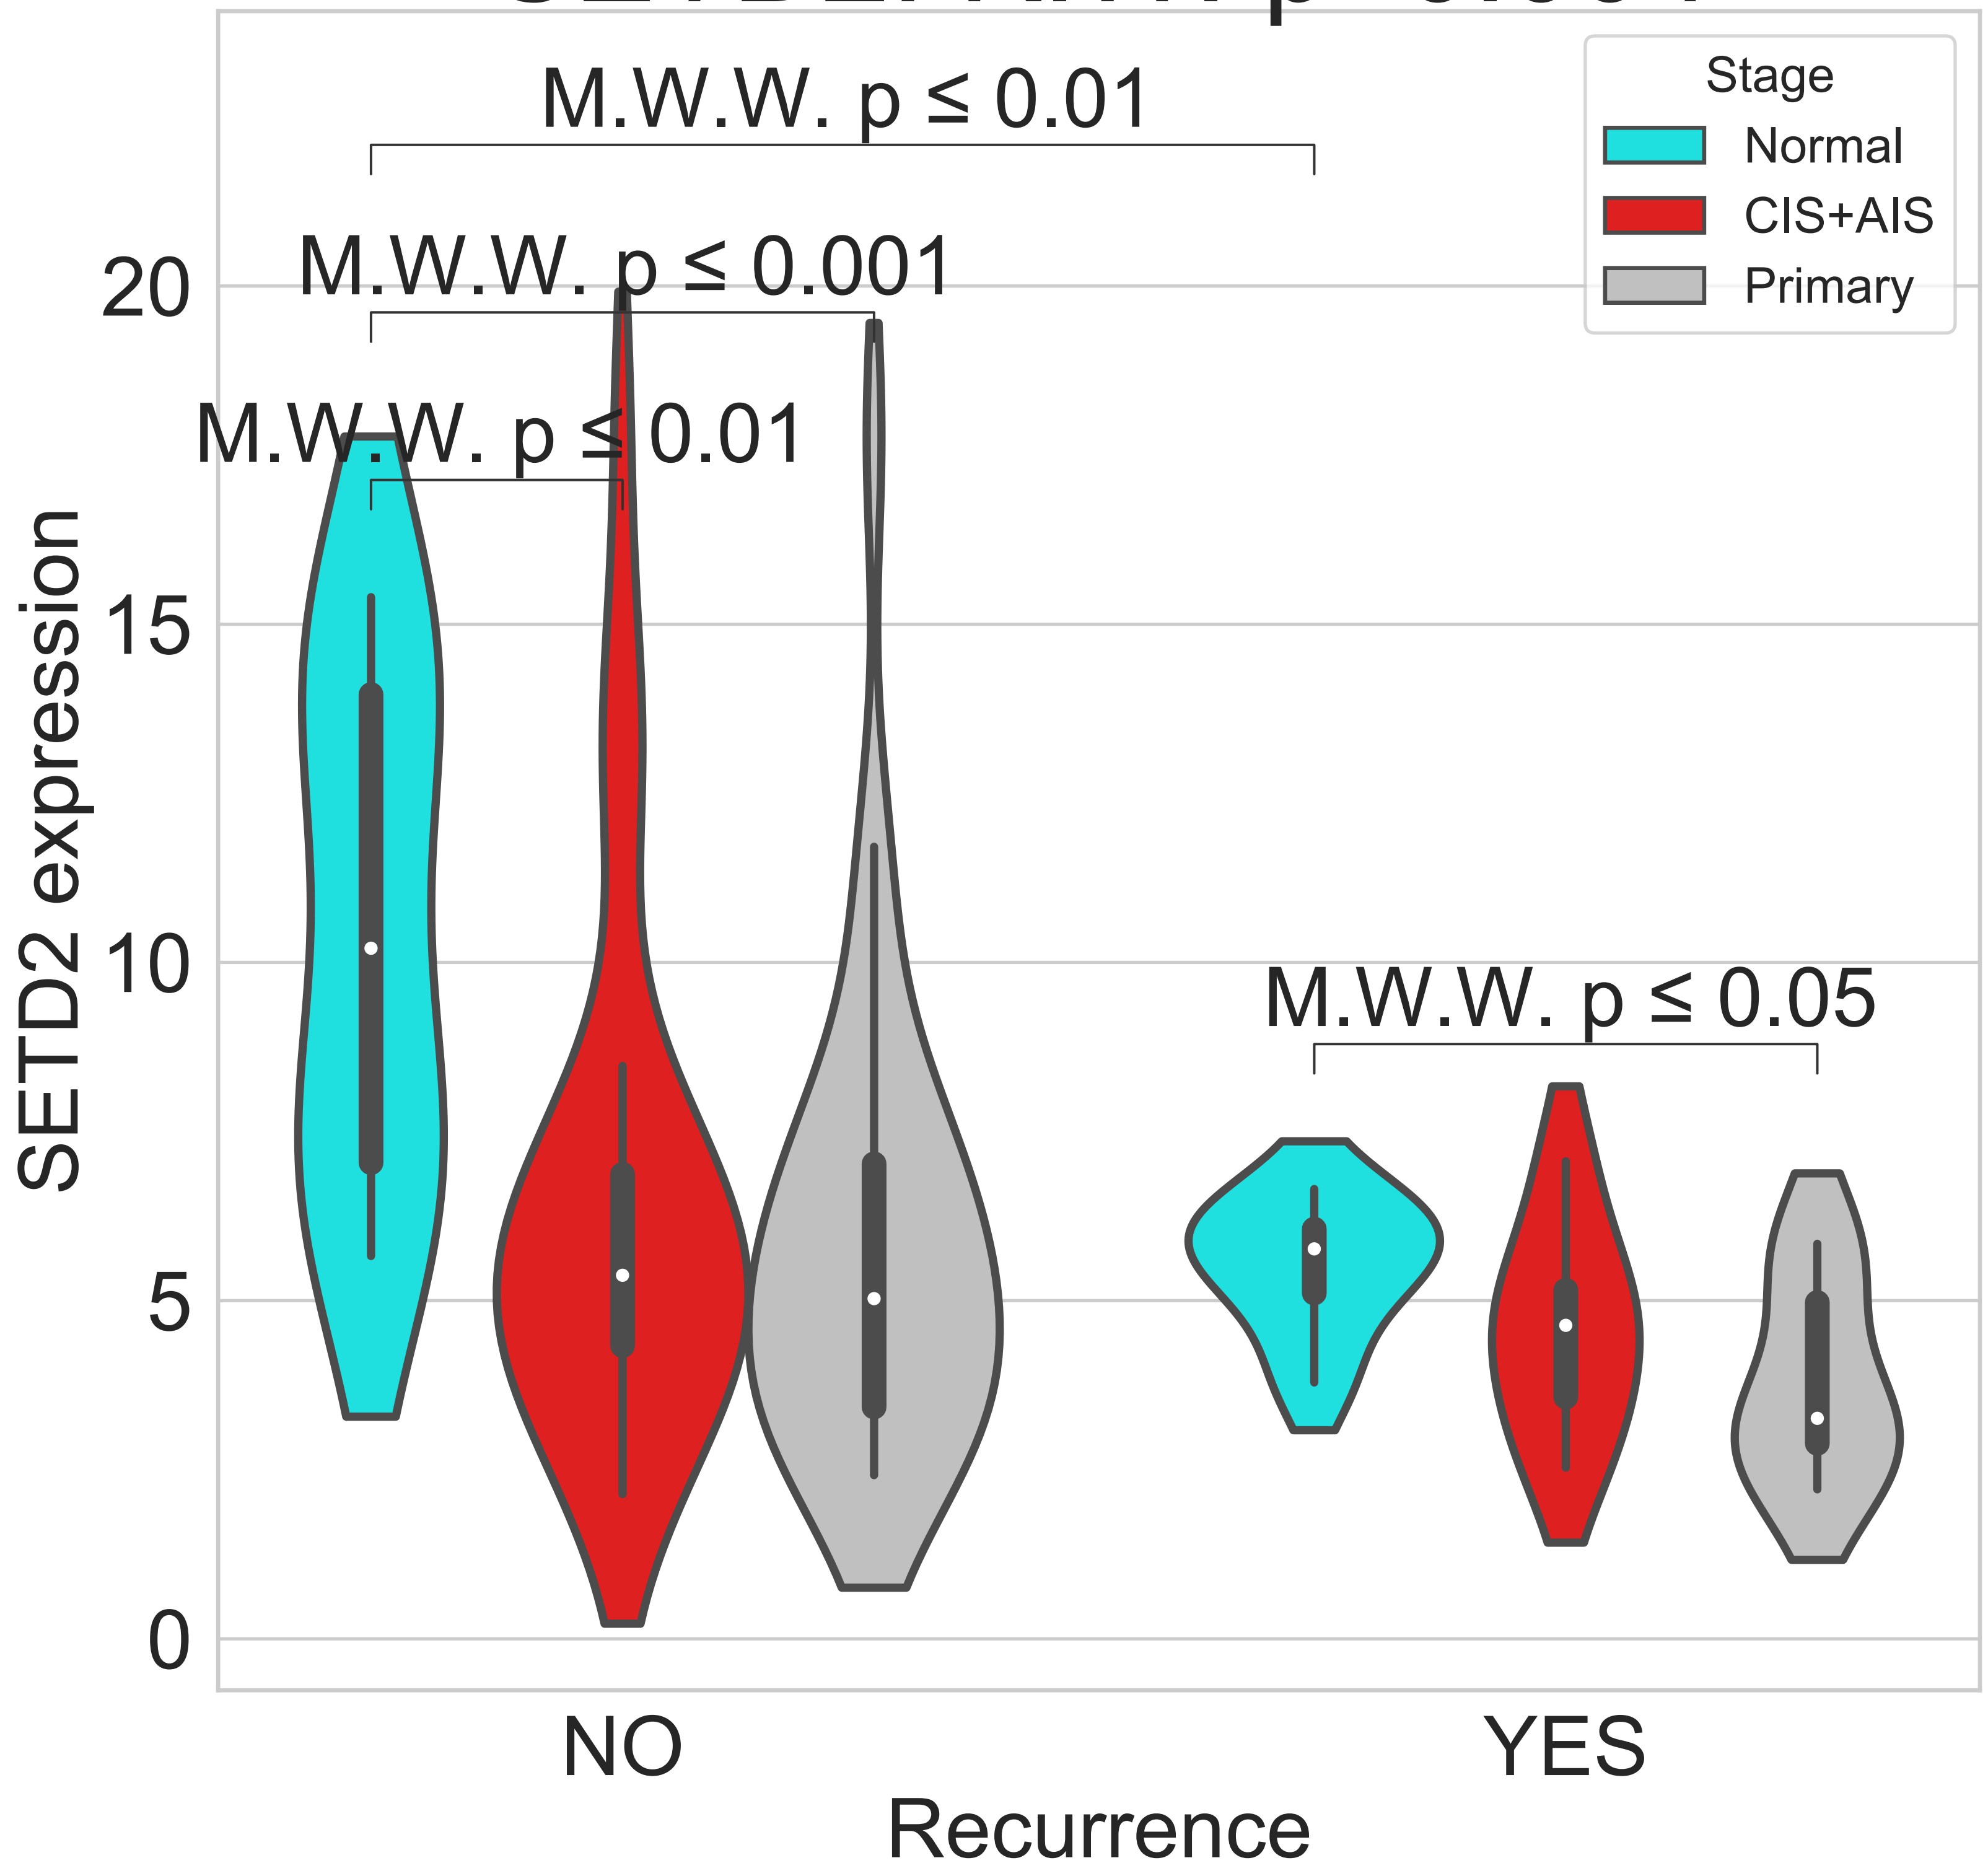 M.W.W. p ≤ 0.01
Stage
Normal
CIS+AIS
Primary
M.W.W. p ≤ 0.001
M.W.W. p ≤ 0.01
M.W.W. p ≤ 0.05
20
15
10
5
0
SETD2 expression
NO
YES
Recurrence